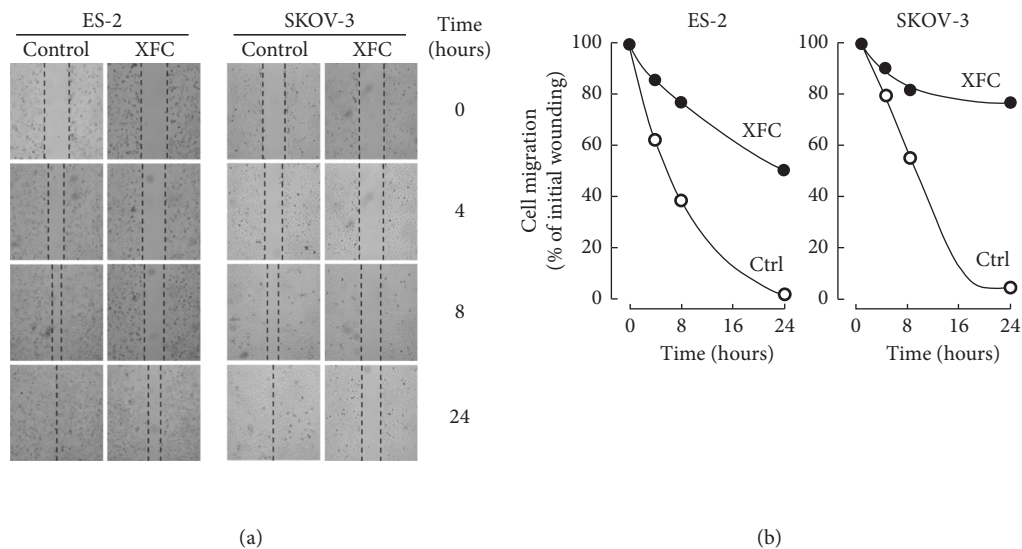 ES-2
SKOV-3
Time
(hours)
Control
XFC
Control
XFC
0
4
8
24
(a)
ES-2
SKOV-3
Cell migration
(% of initial wounding)
100
80
60
40
20
0
XFC
Ctrl
0
8
16
24
Time (hours)
100
80
60
40
20
0
XFC
Ctrl
0
8
16
24
Time (hours)
(b)